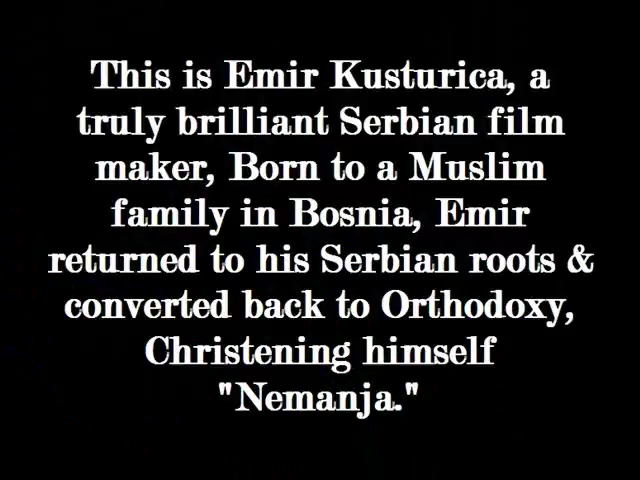 This is Emir Kusturica, a
truly brilliant Serbian film
maker, Born to a Muslim
family in Bosnia, Emir
returned to his Serbian roots &
converted back to Orthodoxy,
Christening himself
"Nemanja."